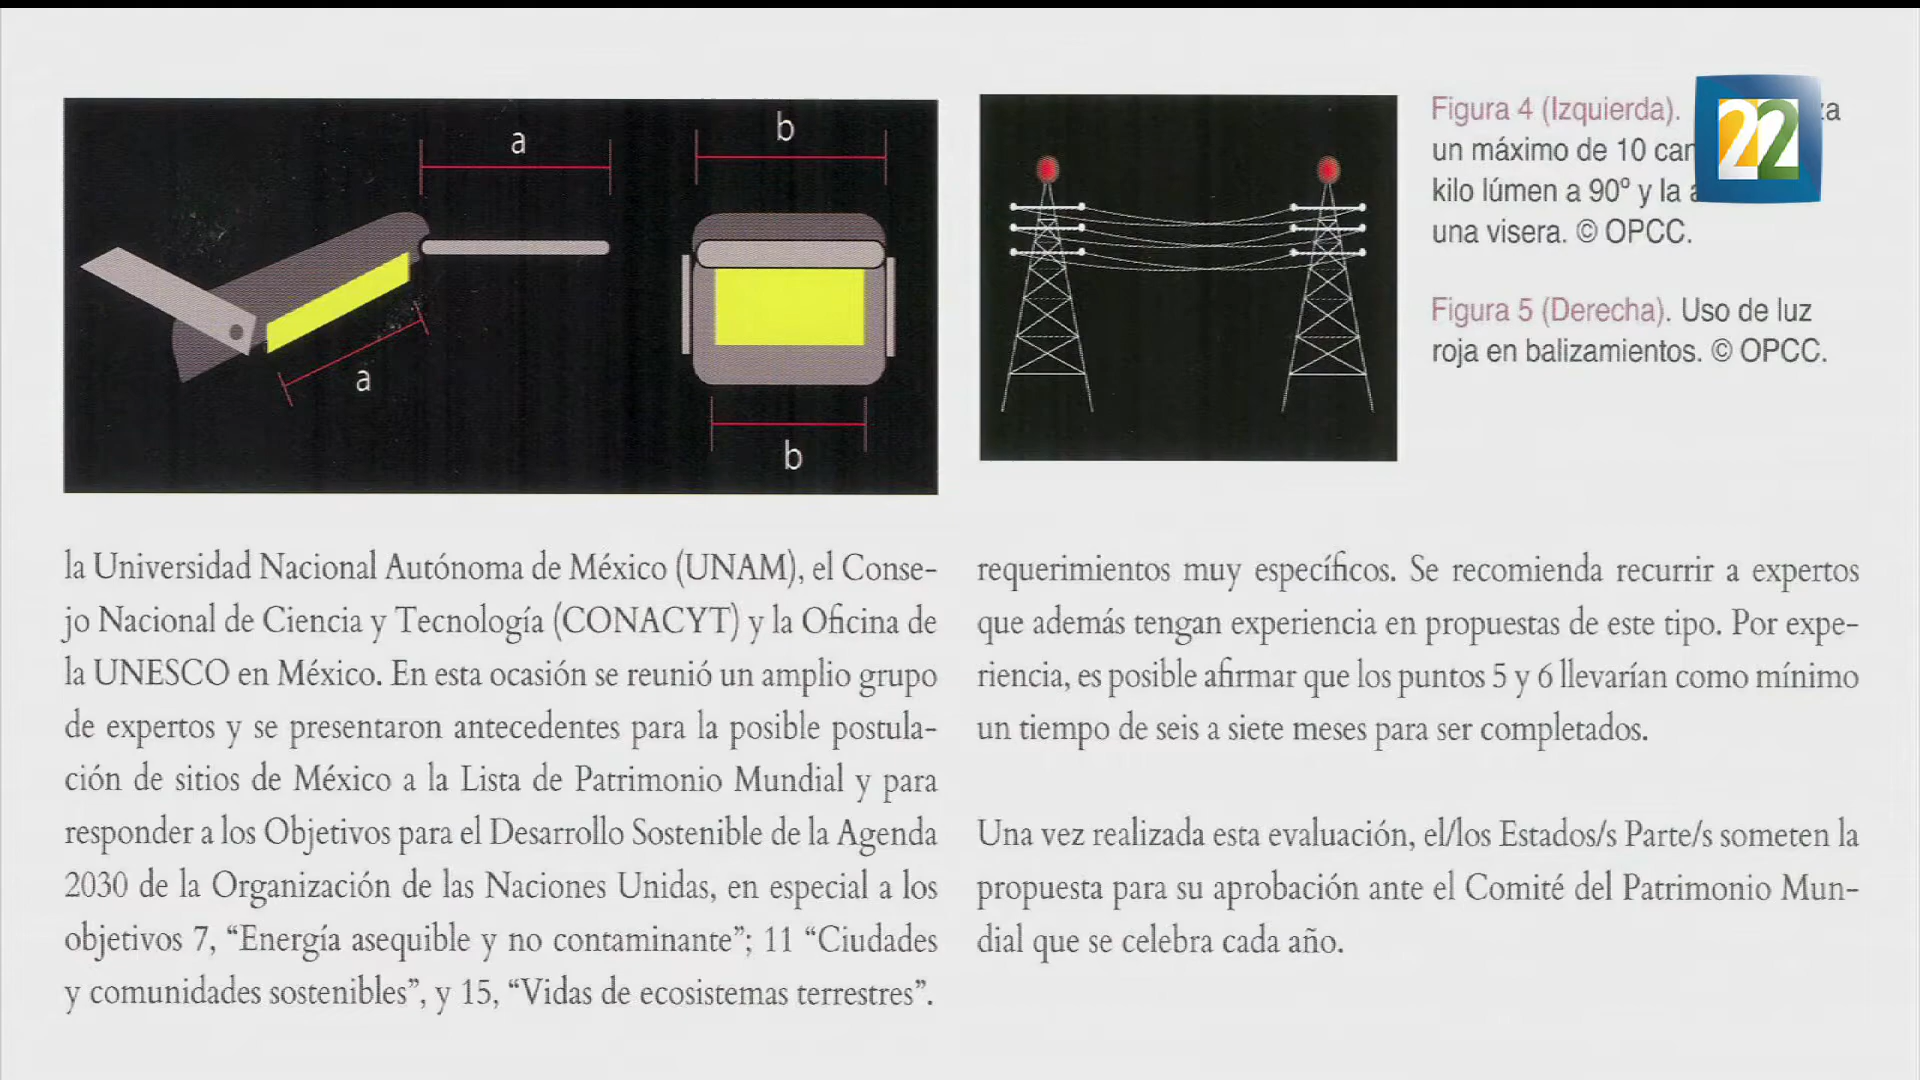 a
b
a
b
Figura 4 (Izquierda).
un máximo de 10
kilo lúmen a 90º y la
una visera. © OPCC.
Figura 5 (Derecha). Uso de luz
roja en balizamientos. © OPCC.
22
la Universidad Nacional Autónoma de México (UNAM), el Conse-
jo Nacional de Ciencia y Tecnología (CONACYT) y la Oficina de
la UNESCO en México. En esta ocasión se reunió un amplio grupo
de expertos y se presentaron antecedentes para la posible postula-
ción de sitios de México a la Lista de Patrimonio Mundial y para
responder a los Objetivos para el Desarrollo Sostenible de la Agenda
2030 de la Organización de las Naciones Unidas, en especial a los
objetivos 7, “Energía asequible y no contaminante”; 11 “Ciudades
y comunidades sostenibles”, y 15, “Vidas de ecosistemas terrestres”.
requerimientos muy específicos. Se recomienda recurrir a expertos
que además tengan experiencia en propuestas de este tipo. Por expe-
riencia, es posible afirmar que los puntos 5 y 6 llevarían como mínimo
un tiempo de seis a siete meses para ser completados.
Una vez realizada esta evaluación, el/los Estados/s Parte/s someten la
propuesta para su aprobación ante el Comité del Patrimonio Mun-
dial que se celebra cada año.